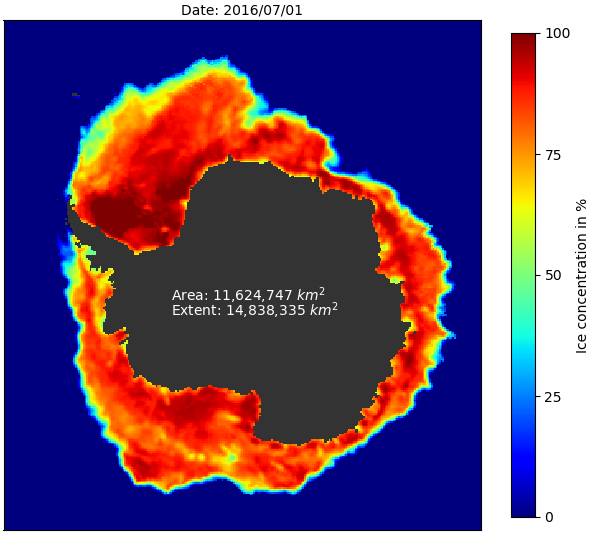 Date: 2016/07/01
Area: 11,624,747 km²
Extent: 14,838,335 km²
100
75
50
25
0
Ice concentration in %